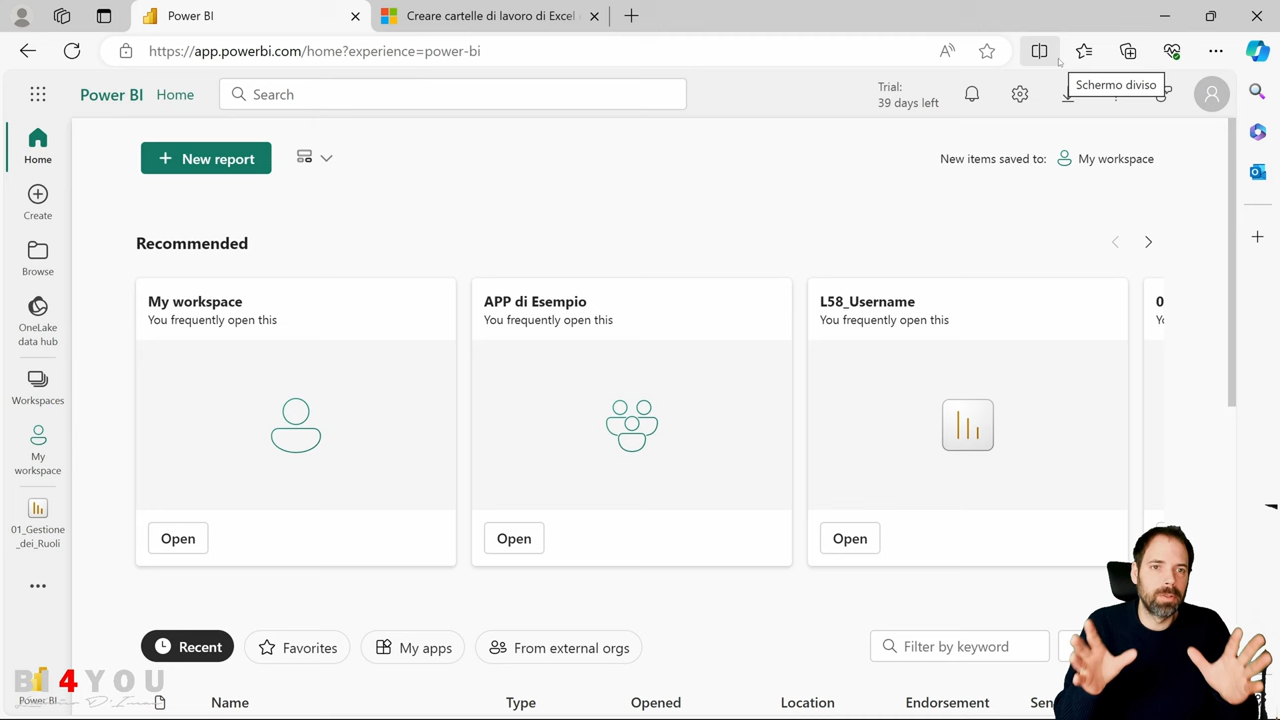 Power BI
Creare cartelle di lavoro di Excel
https://app.powerbi.com/home?experience=power-bi
Schermo diviso
Power BI Home
Search
Trial:
39 days left
Home
Create
Browse
OneLake
data hub
Workspaces
My
workspace
01_Gestione
_dei_Ruoli
Power BI
New report
New items saved to: My workspace
Recommended
My workspace
You frequently open this
Open
APP di Esempio
You frequently open this
Open
L58_Username
You frequently open this
Open
0
Recent
Favorites
My apps
From external orgs
Filter by keyword
Name Type Opened Location Endorsement
BI4YOU